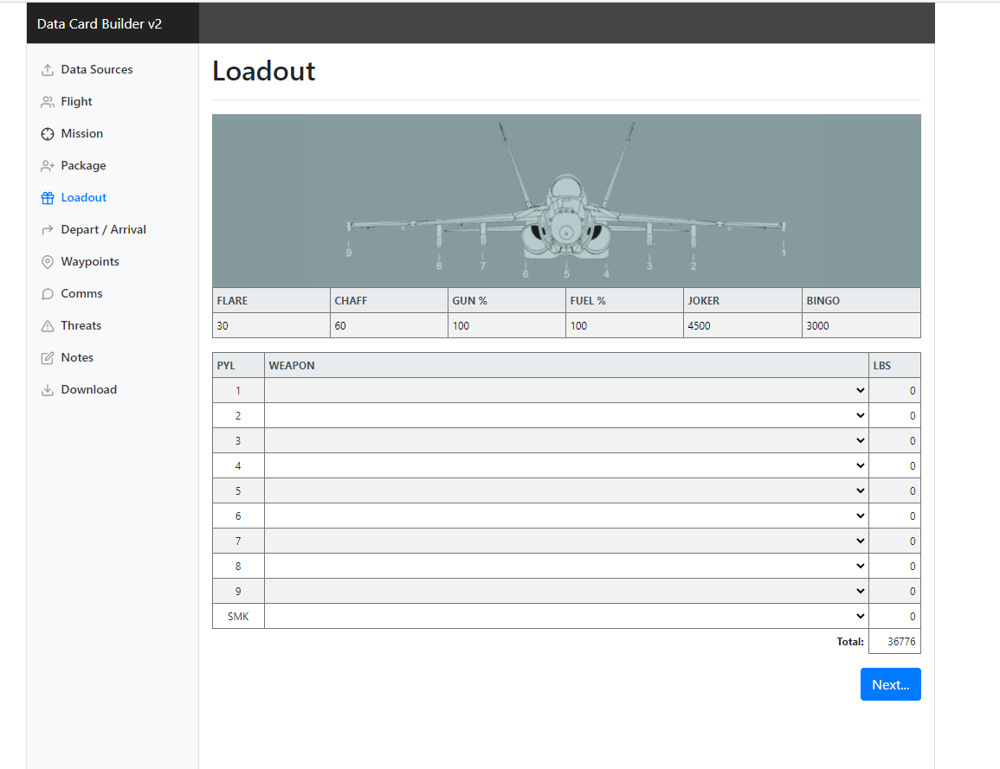 Data Card Builder v2
Data Sources
Flight
Mission
Package
Loadout
Depart / Arrival
Waypoints
Comms
Threats
Notes
Download
Loadout
9 8 7 6 5 4 3 2 1
FLARE CHAFF GUN % FUEL % JOKER BINGO
30 60 100 100 4500 3000
PYL WEAPON LBS
1 0
2 0
3 0
4 0
5 0
6 0
7 0
8 0
9 0
SMK 0
Total: 36776
Next...